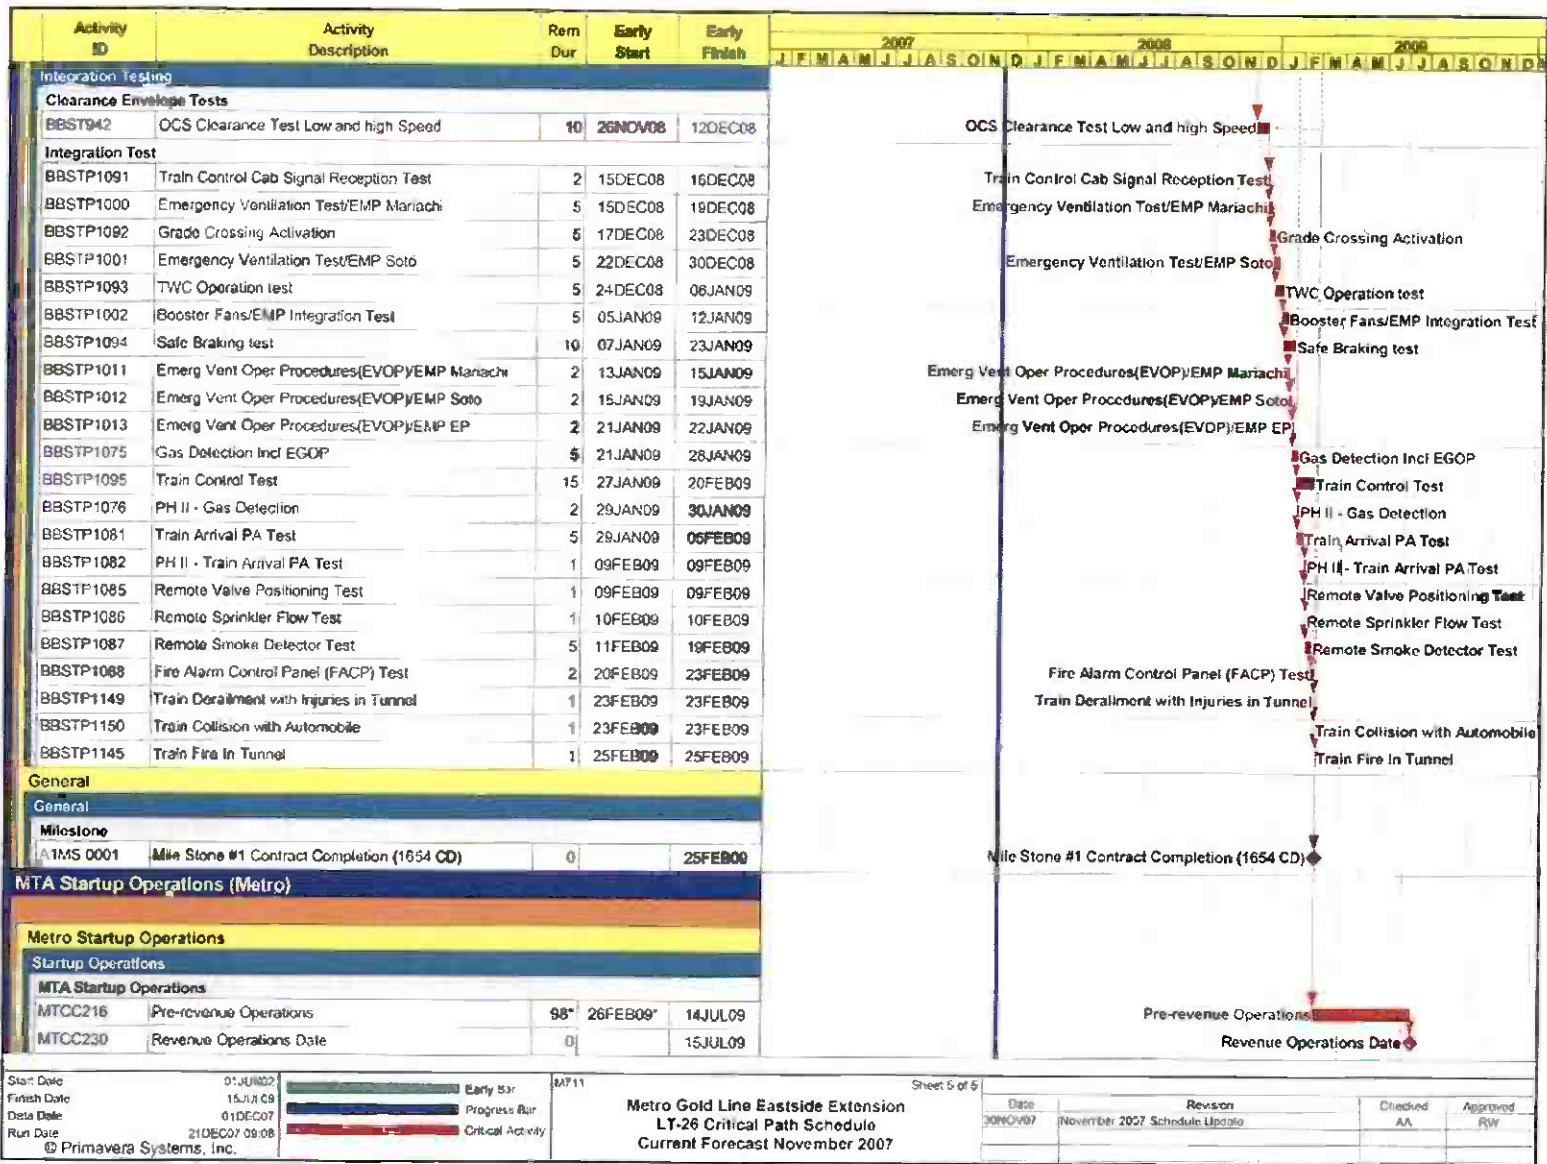 Activity ID Activity Description Rem Dur Early Start Early Finish 2007 2008 2009
J F M A M J J A S O N D J F M A M J J A S O N D J F M A M J J A S O N D
Integration Testing
Clearance Envelope Tests
BBST942 OCS Clearance Test Low and high Speed 10 26NOV08 12DEC08 OCS Clearance Test Low and high Speed
Integration Test
BBSTP1091 Train Control Cab Signal Reception Test 2 15DEC08 16DEC08 Train Control Cab Signal Reception Test
BBSTP1000 Emergency Ventilation Test/EMP Mariachi 5 15DEC08 19DEC08 Emergency Ventilation Test/EMP Mariachi
BBSTP1092 Grade Crossing Activation 5 17DEC08 23DEC08 Grade Crossing Activation
BBSTP1001 Emergency Ventilation Test/EMP Soto 5 22DEC08 30DEC08 Emergency Ventilation Test/EMP Soto
BBSTP1093 TWC Operation test 5 24DEC08 06JAN09 TWC Operation test
BBSTP1002 Booster Fans/EMP Integration Test 5 05JAN09 12JAN09 Booster Fans/EMP Integration Test
BBSTP1094 Safe Braking test 10 07JAN09 23JAN09 Safe Braking test
BBSTP1011 Emerg Vent Oper Procedures(EVOP)/EMP Mariachi 2 13JAN09 15JAN09 Emerg Vent Oper Procedures(EVOP)/EMP Mariachi
BBSTP1012 Emerg Vent Oper Procedures(EVOP)/EMP Soto 2 15JAN09 19JAN09 Emerg Vent Oper Procedures(EVOP)/EMP Soto
BBSTP1013 Emerg Vent Oper Procedures(EVOP)/EMP EP 2 21JAN09 22JAN09 Emerg Vent Oper Procedures(EVOP)/EMP EP
BBSTP1075 Gas Detection Incl EGOP 5 21JAN09 28JAN09 Gas Detection Incl EGOP
BBSTP1095 Train Control Test 15 27JAN09 20FEB09 Train Control Test
BBSTP1076 PH II - Gas Detection 2 29JAN09 30JAN09 PH II - Gas Detection
BBSTP1081 Train Arrival PA Test 5 29JAN09 05FEB09 Train Arrival PA Test
BBSTP1082 PH II - Train Arrival PA Test 1 09FEB09 09FEB09 PH II - Train Arrival PA Test
BBSTP1085 Remote Valve Positioning Test 1 09FEB09 09FEB09 Remote Valve Positioning Test
BBSTP1086 Remote Sprinkler Flow Test 1 10FEB09 10FEB09 Remote Sprinkler Flow Test
BBSTP1087 Remote Smoke Detector Test 5 11FEB09 19FEB09 Remote Smoke Detector Test
BBSTP1088 Fire Alarm Control Panel (FACP) Test 2 20FEB09 23FEB09 Fire Alarm Control Panel (FACP) Test
BBSTP1149 Train Derailment with Injuries in Tunnel 1 23FEB09 23FEB09 Train Derailment with Injuries in Tunnel
BBSTP1150 Train Collision with Automobile 1 23FEB09 23FEB09 Train Collision with Automobile
BBSTP1145 Train Fire In Tunnel 1 25FEB09 25FEB09 Train Fire In Tunnel
General
General
Milestone
A1MS 0001 Mile Stone #1 Contract Completion (1654 CD) 0 25FEB09 Mile Stone #1 Contract Completion (1654 CD)
MTA Startup Operations (Metro)
Metro Startup Operations
Startup Operations
MTA Startup Operations
MTCC216 Pre-revenue Operations 98* 26FEB09* 14JUL09 Pre-revenue Operations
MTCC230 Revenue Operations Date 0 15JUL09 Revenue Operations Date
Start Date 01JUN02
Finish Date 15JUL09
Data Date 01DEC07
Run Date 21DEC07 09:08
© Primavera Systems, Inc.
Early Bar
Progress Bar
Critical Activity
M711 Sheet 5 of 5
Metro Gold Line Eastside Extension
LT-26 Critical Path Schedule
Current Forecast November 2007
Date Revision Checked Approved
30NOV07 November 2007 Schedule Update AA RW